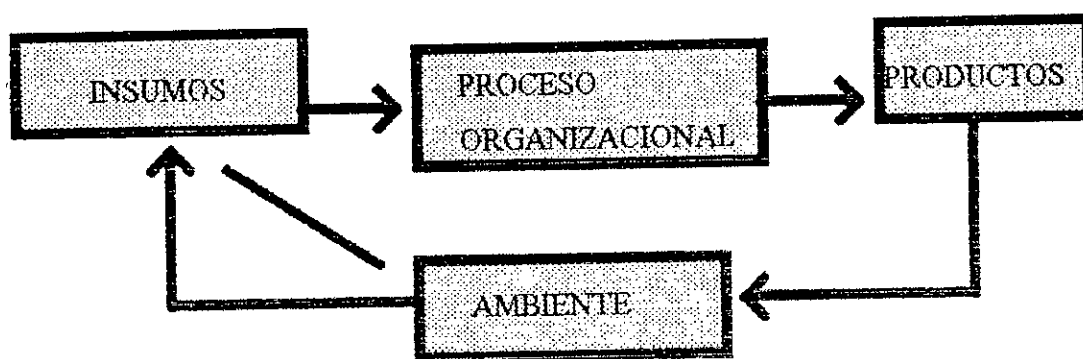 INSUMOS
PROCESO
ORGANIZACIONAL
PRODUCTOS
AMBIENTE